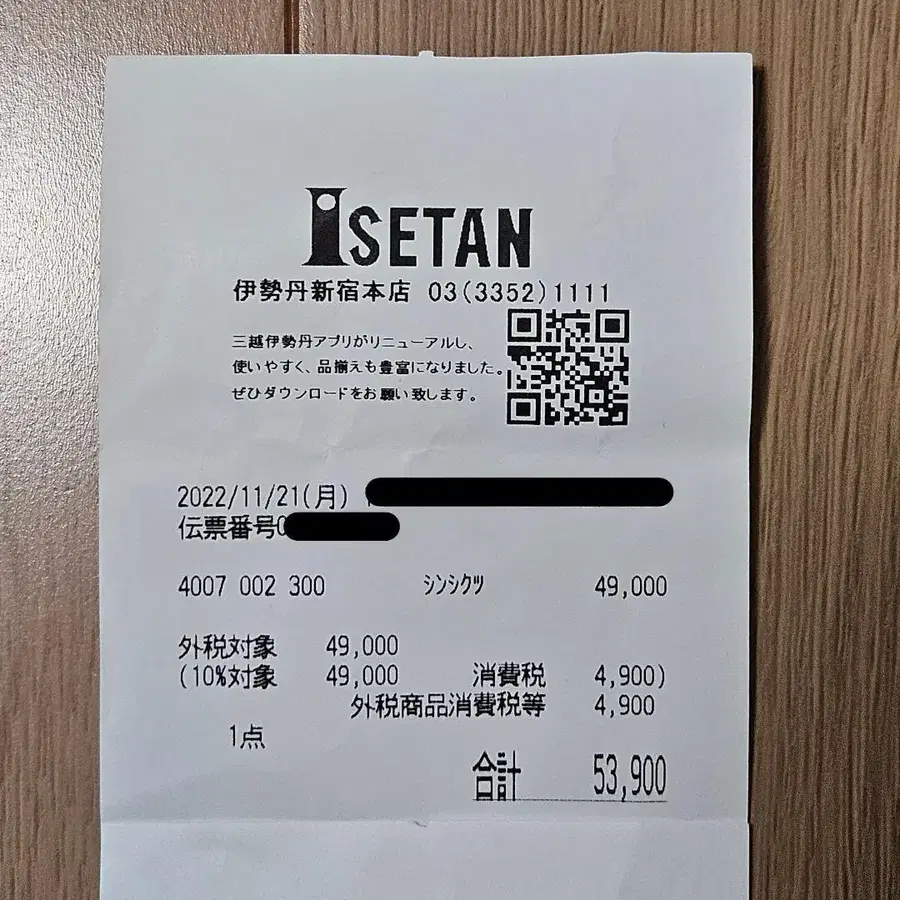 ISETAN
伊勢丹新宿本店 03(3352)1111
三越伊勢丹アプリがリニューアルし、
使いやすく、品揃えも豊富になりました。
ぜひダウンロードをお願い致します。
2022/11/21(月)
伝票番号
4007 002 300 シンシクツ 49,000
外税対象 49,000
(10%対象 49,000 消費税 4,900)
外税商品消費税等 4,900
1点
合計 53,900